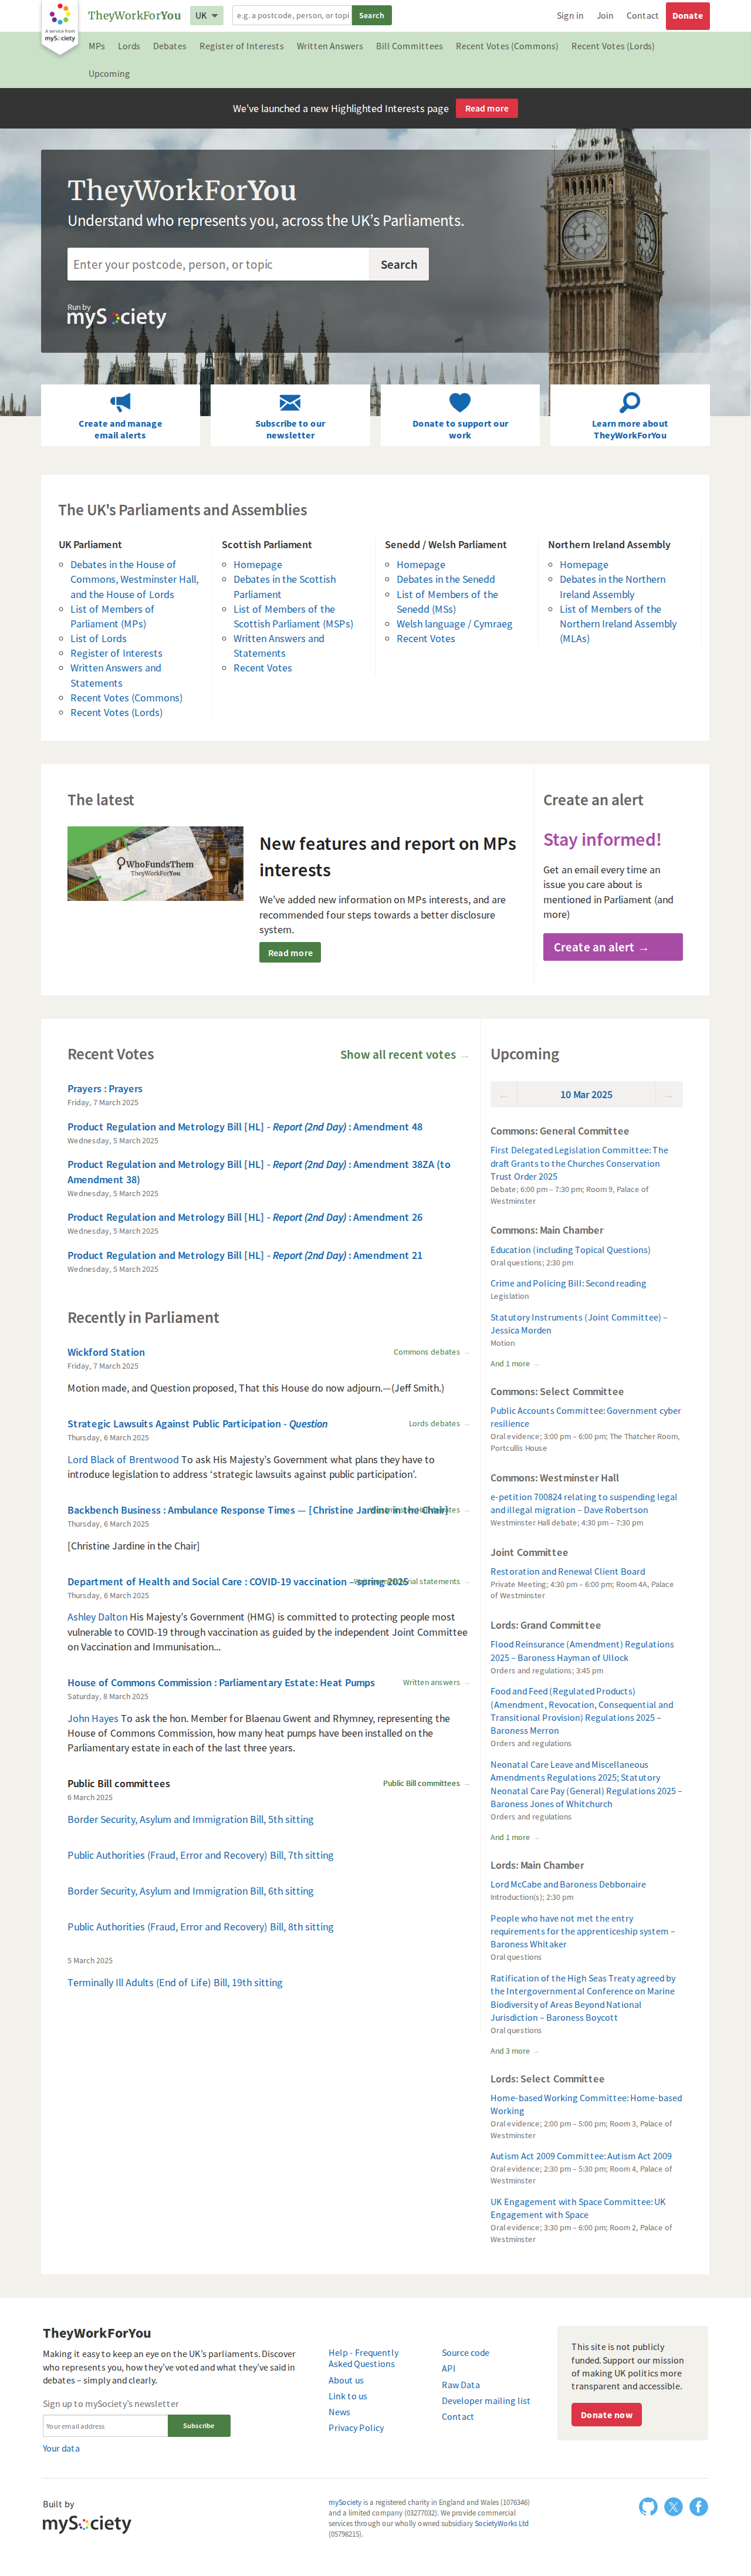 A service from
mySociety
TheyWorkForYou
UK
e.g. a postcode, person, or topi
Search
Sign in
Join
Contact
Donate
MPs
Lords
Debates
Register of Interests
Written Answers
Bill Committees
Recent Votes (Commons)
Recent Votes (Lords)
Upcoming
We've launched a new Highlighted Interests page
Read more
TheyWorkForYou
Understand who represents you, across the UK's Parliaments.
Enter your postcode, person, or topic
Search
Run by
mySociety
Create and manage
email alerts
Subscribe to our
newsletter
Donate to support our
work
Learn more about
TheyWorkForYou
The UK's Parliaments and Assemblies
UK Parliament
Debates in the House of
Commons, Westminster Hall,
and the House of Lords
List of Members of
Parliament (MPs)
List of Lords
Register of Interests
Written Answers and
Statements
Recent Votes (Commons)
Recent Votes (Lords)
Scottish Parliament
Homepage
Debates in the Scottish
Parliament
List of Members of the
Scottish Parliament (MSPs)
Written Answers and
Statements
Recent Votes
Senedd / Welsh Parliament
Homepage
Debates in the Senedd
List of Members of the
Senedd (MSs)
Welsh language / Cymraeg
Recent Votes
Northern Ireland Assembly
Homepage
Debates in the Northern
Ireland Assembly
List of Members of the
Northern Ireland Assembly
(MLAs)
The latest
WhoFundsThem
TheyWorkForYou
New features and report on MPs
interests
We've added new information on MPs interests, and are
recommended four steps towards a better disclosure
system.
Read more
Create an alert
Stay informed!
Get an email every time an
issue you care about is
mentioned in Parliament (and
more)
Create an alert →
Recent Votes
Show all recent votes →
Prayers : Prayers
Friday, 7 March 2025
Product Regulation and Metrology Bill [HL] - Report (2nd Day) : Amendment 48
Wednesday, 5 March 2025
Product Regulation and Metrology Bill [HL] - Report (2nd Day) : Amendment 38ZA (to
Amendment 38)
Wednesday, 5 March 2025
Product Regulation and Metrology Bill [HL] - Report (2nd Day) : Amendment 26
Wednesday, 5 March 2025
Product Regulation and Metrology Bill [HL] - Report (2nd Day) : Amendment 21
Wednesday, 5 March 2025
Recently in Parliament
Wickford Station
Commons debates →
Friday, 7 March 2025
Motion made, and Question proposed, That this House do now adjourn.—(Jeff Smith.)
Strategic Lawsuits Against Public Participation - Question
Lords debates →
Thursday, 6 March 2025
Lord Black of Brentwood To ask His Majesty's Government what plans they have to
introduce legislation to address 'strategic lawsuits against public participation'.
Backbench Business : Ambulance Response Times — [Christine Jardine in the Chair]
Thursday, 6 March 2025
[Christine Jardine in the Chair]
Department of Health and Social Care : COVID-19 vaccination – spring 2025
statements →
Thursday, 6 March 2025
Ashley Dalton His Majesty's Government (HMG) is committed to protecting people most
vulnerable to COVID-19 through vaccination as guided by the independent Joint Committee
on Vaccination and Immunisation...
House of Commons Commission : Parliamentary Estate: Heat Pumps
Written answers →
Saturday, 8 March 2025
John Hayes To ask the hon. Member for Blaenau Gwent and Rhymney, representing the
House of Commons Commission, how many heat pumps have been installed on the
Parliamentary estate in each of the last three years.
Public Bill committees
Public Bill committees →
6 March 2025
Border Security, Asylum and Immigration Bill, 5th sitting
Public Authorities (Fraud, Error and Recovery) Bill, 7th sitting
Border Security, Asylum and Immigration Bill, 6th sitting
Public Authorities (Fraud, Error and Recovery) Bill, 8th sitting
5 March 2025
Terminally Ill Adults (End of Life) Bill, 19th sitting
Upcoming
← 10 Mar 2025 →
Commons: General Committee
First Delegated Legislation Committee: The
draft Grants to the Churches Conservation
Trust Order 2025
Debate; 6:00 pm – 7:30 pm; Room 9, Palace of
Westminster
Commons: Main Chamber
Education (including Topical Questions)
Oral questions; 2:30 pm
Crime and Policing Bill: Second reading
Legislation
Statutory Instruments (Joint Committee) –
Jessica Morden
Motion
And 1 more →
Commons: Select Committee
Public Accounts Committee: Government cyber
resilience
Oral evidence; 3:00 pm – 6:00 pm; The Thatcher Room,
Portcullis House
Commons: Westminster Hall
e-petition 700824 relating to suspending legal
and illegal migration – Dave Robertson
Westminster Hall debate; 4:30 pm – 7:30 pm
Joint Committee
Restoration and Renewal Client Board
Private Meeting; 4:30 pm – 6:00 pm; Room 4A, Palace
of Westminster
Lords: Grand Committee
Flood Reinsurance (Amendment) Regulations
2025 – Baroness Hayman of Ullock
Orders and regulations; 3:45 pm
Food and Feed (Regulated Products)
(Amendment, Revocation, Consequential and
Transitional Provision) Regulations 2025 –
Baroness Merron
Orders and regulations
Neonatal Care Leave and Miscellaneous
Amendments Regulations 2025; Statutory
Neonatal Care Pay (General) Regulations 2025 –
Baroness Jones of Whitchurch
Orders and regulations
And 1 more →
Lords: Main Chamber
Lord McCabe and Baroness Debbonaire
Introduction(s); 2:30 pm
People who have not met the entry
requirements for the apprenticeship system –
Baroness Whitaker
Oral questions
Ratification of the High Seas Treaty agreed by
the Intergovernmental Conference on Marine
Biodiversity of Areas Beyond National
Jurisdiction – Baroness Boycott
Oral questions
And 3 more →
Lords: Select Committee
Home-based Working Committee: Home-based
Working
Oral evidence; 2:00 pm – 5:00 pm; Room 3, Palace of
Westminster
Autism Act 2009 Committee: Autism Act 2009
Oral evidence; 2:30 pm – 5:30 pm; Room 4, Palace of
Westminster
UK Engagement with Space Committee: UK
Engagement with Space
Oral evidence; 3:30 pm – 6:00 pm; Room 2, Palace of
Westminster
TheyWorkForYou
Making it easy to keep an eye on the UK's parliaments. Discover
who represents you, how they've voted and what they've said in
debates – simply and clearly.
Sign up to mySociety's newsletter
Your email address
Subscribe
Your data
Help - Frequently
Asked Questions
About us
Link to us
News
Privacy Policy
Source code
API
Raw Data
Developer mailing list
Contact
This site is not publicly
funded. Support our mission
of making UK politics more
transparent and accessible.
Donate now
Built by
mySociety
mySociety is a registered charity in England and Wales (1076346)
and a limited company (03277032). We provide commercial
services through our wholly owned subsidiary SocietyWorks Ltd
(05798215).